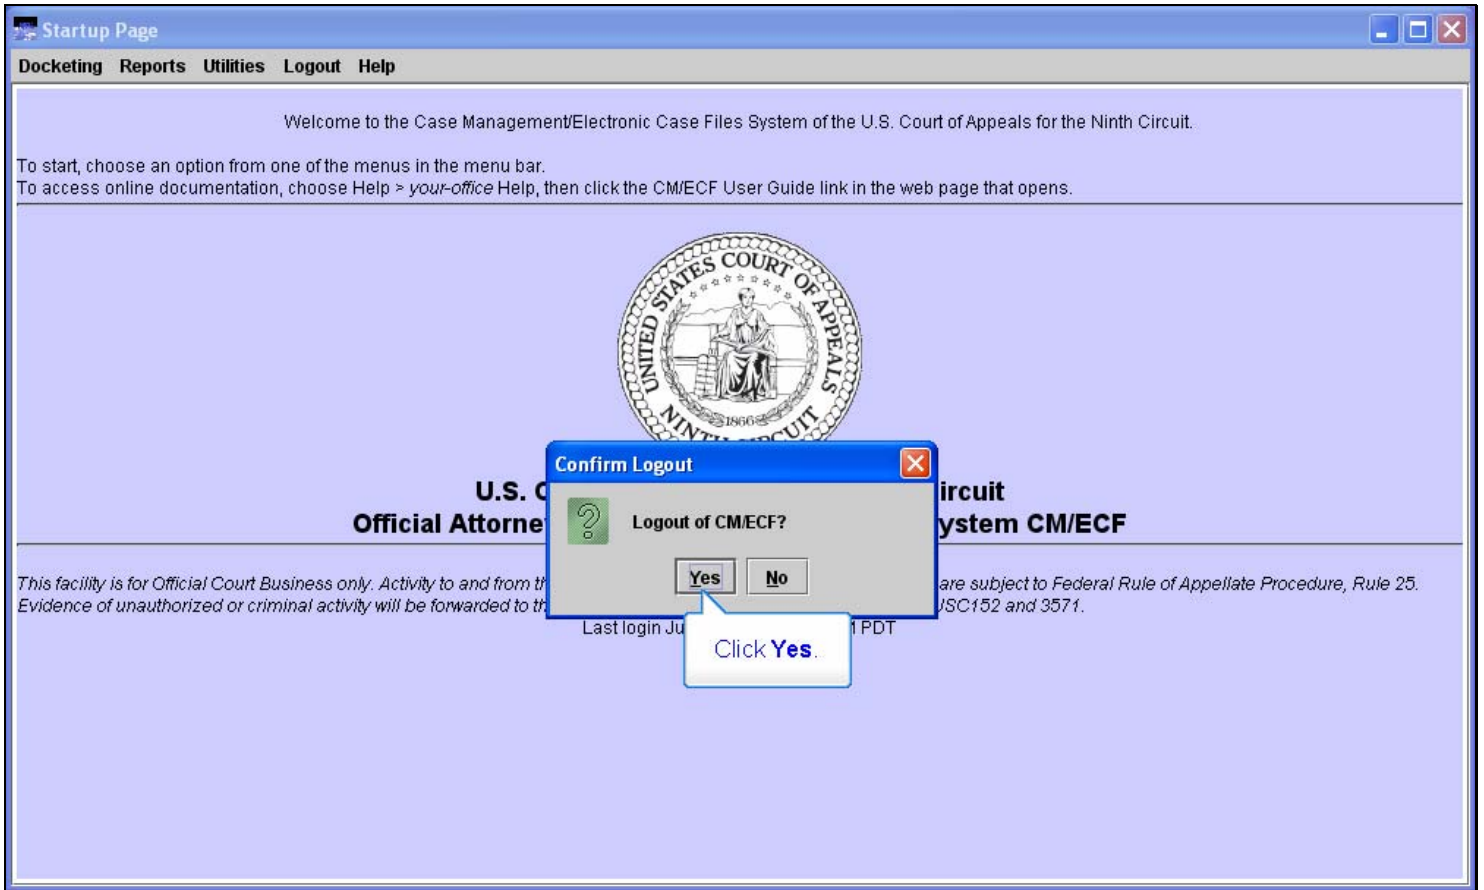 Startup Page
Docketing Reports Utilities Logout Help
Welcome to the Case Management/Electronic Case Files System of the U.S. Court of Appeals for the Ninth Circuit.
To start, choose an option from one of the menus in the menu bar.
To access online documentation, choose Help > your-office Help, then click the CM/ECF User Guide link in the web page that opens.
UNITED STATES COURT OF APPEALS
1866
NINTH CIRCUIT
Confirm Logout
U.S. ircuit
Logout of CM/ECF?
Official Attorne ystem CM/ECF
Yes No
This facility is for Official Court Business only. Activity to and from th are subject to Federal Rule of Appellate Procedure, Rule 25.
Evidence of unauthorized or criminal activity will be forwarded to th SC152 and 3571.
Last login Ju PDT
Click Yes.